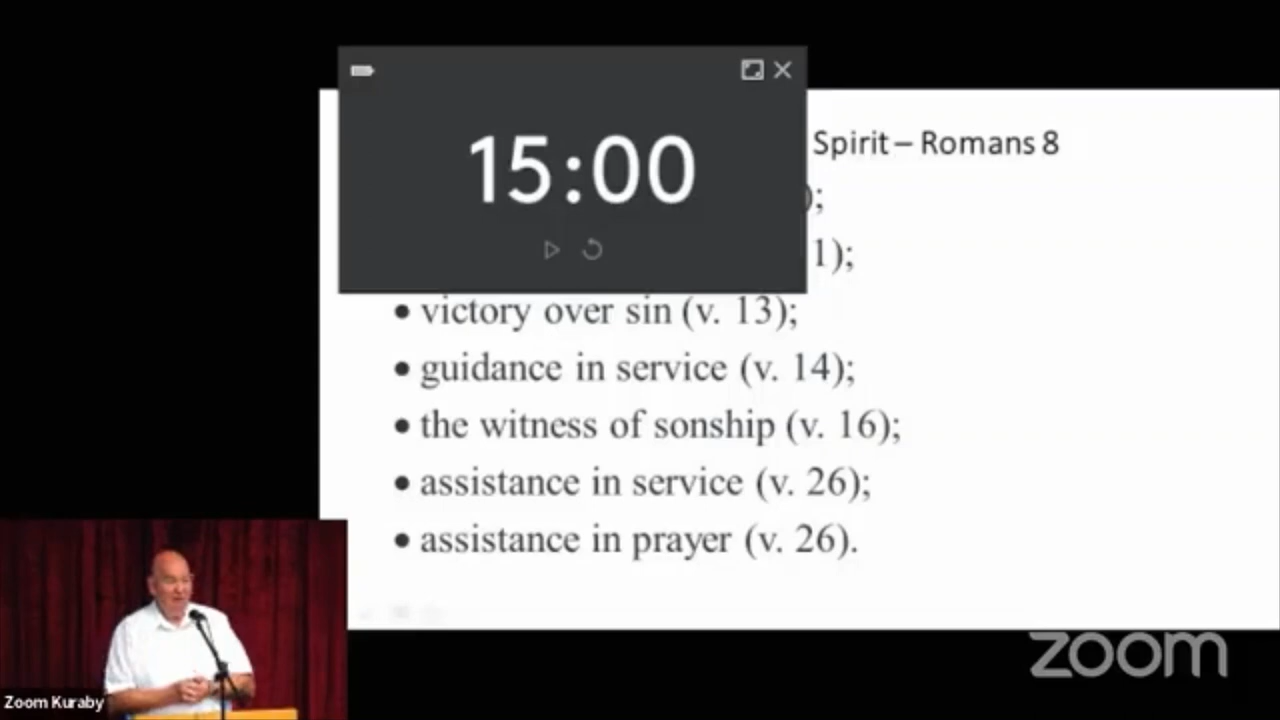 15:00
Spirit – Romans 8
);
1);
• victory over sin (v. 13);
• guidance in service (v. 14);
• the witness of sonship (v. 16);
• assistance in service (v. 26);
• assistance in prayer (v. 26).
Zoom Kuraby
zoom